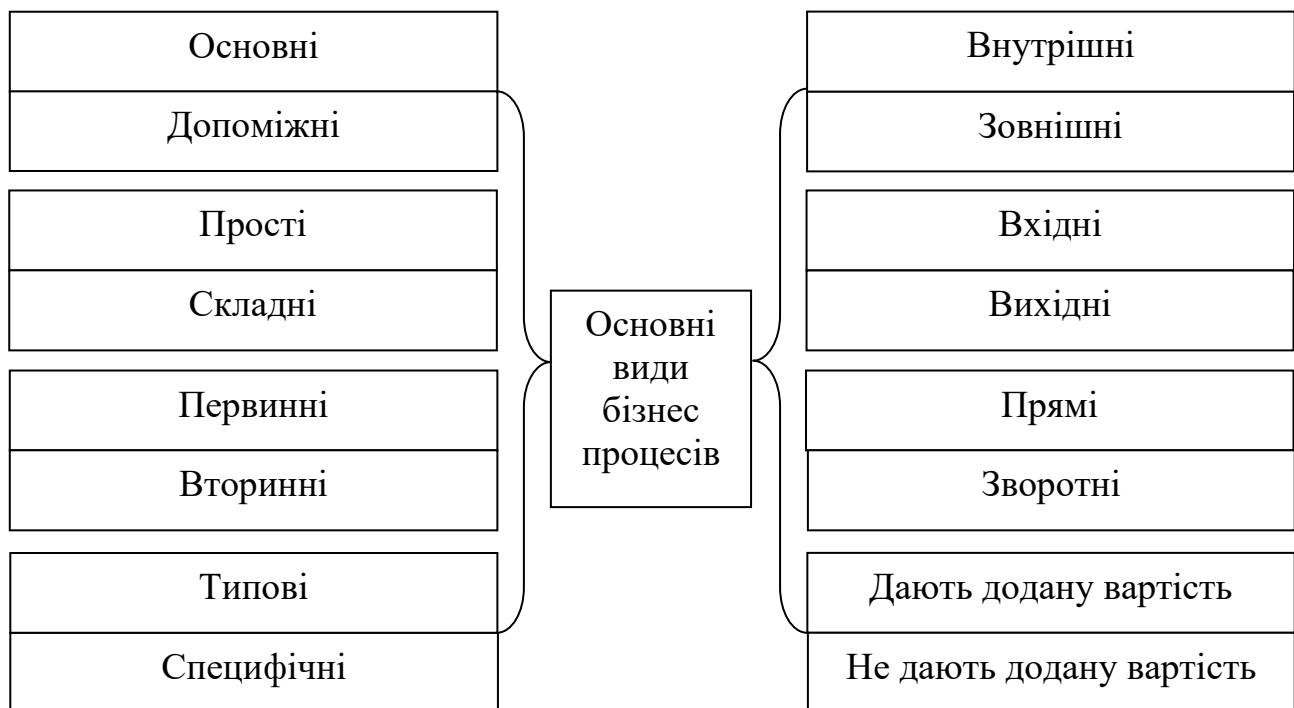 Основні
Допоміжні
Прості
Складні
Первинні
Вторинні
Типові
Специфічні
Основні
види
бізнес
процесів
Внутрішні
Зовнішні
Вхідні
Вихідні
Прямі
Зворотні
Дають додану вартість
Не дають додану вартість